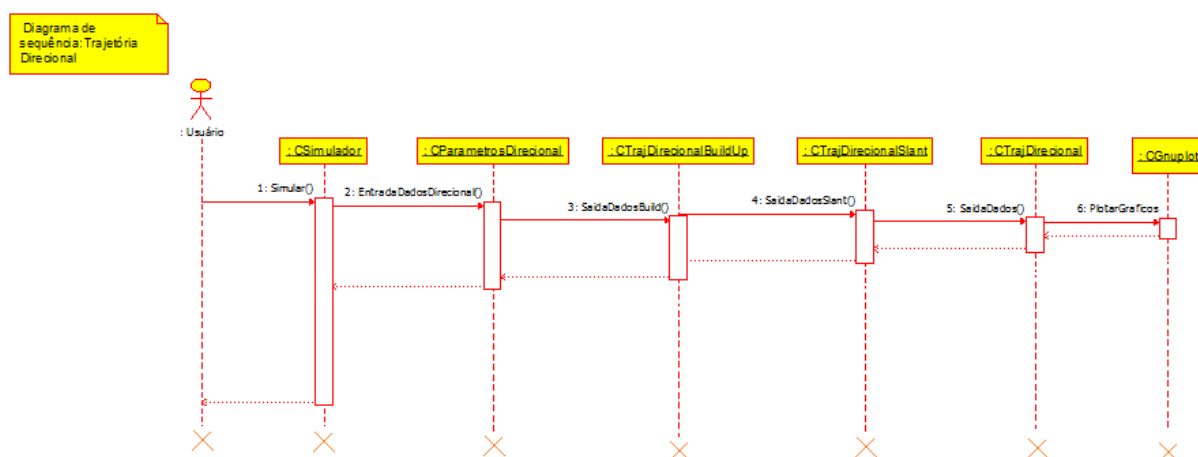 Diagrama de
sequência: Trajetória
Direcional
: Usuário
: CSimulador
: CParametrosDirecional
: CTrajDirecionalBuildUp
: CTrajDirecionalSlant
: CTrajDirecional
: CGnuplot
1: Simular()
2: EntradaDadosDirecional()
3: SaidaDadosBuild()
4: SaidaDadosSlant()
5: SaidaDados()
6: PlotarGraficos